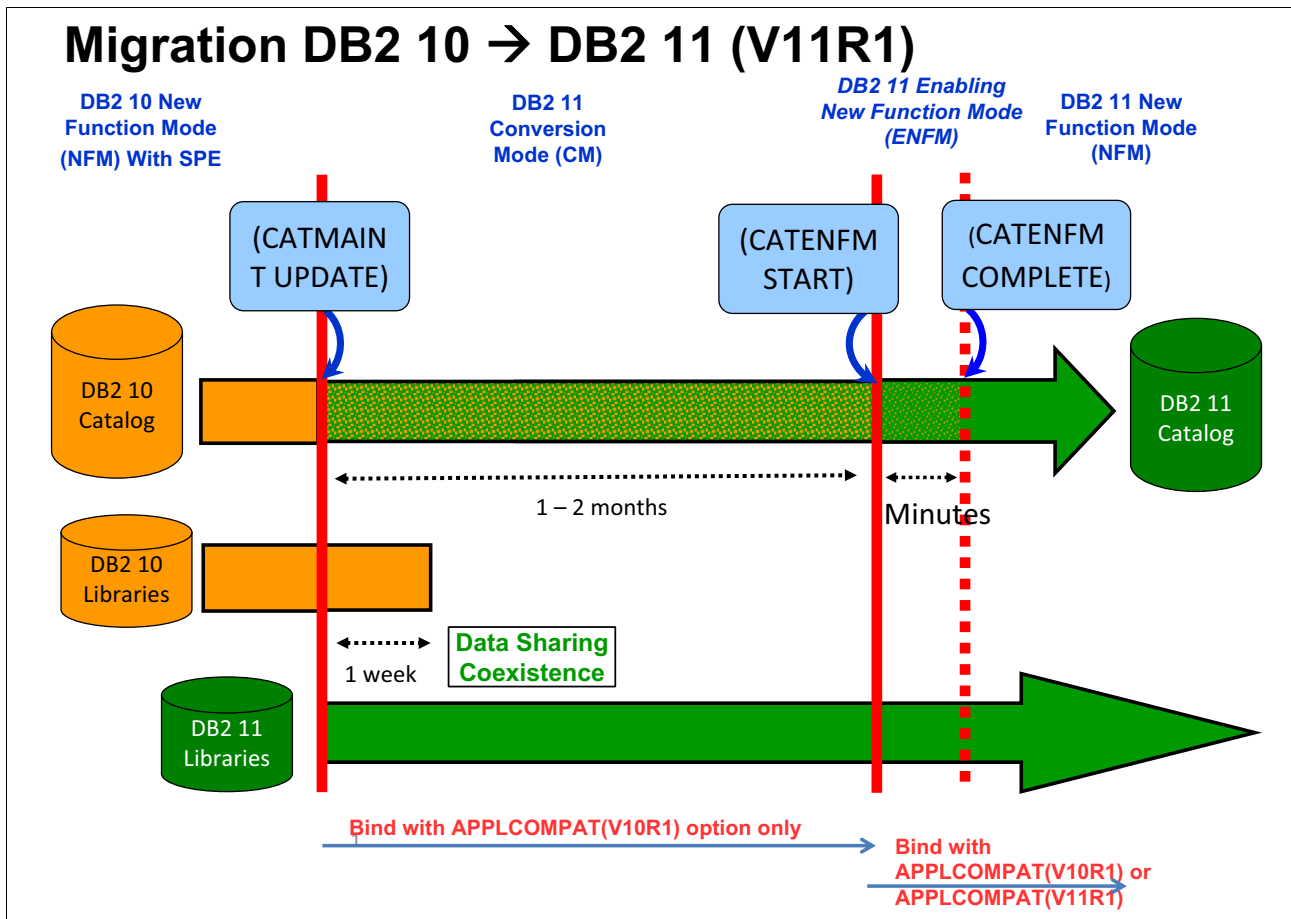 Migration DB2 10 → DB2 11 (V11R1)
DB2 10 New
Function Mode
(NFM) With SPE
DB2 11
Conversion
Mode (CM)
DB2 11 Enabling
New Function Mode
(ENFM)
DB2 11 New
Function Mode
(NFM)
(CATMAIN
T UPDATE)
(CATENFM
START)
(CATENFM
COMPLETE)
DB2 10
Catalog
DB2 11
Catalog
1 – 2 months
Minutes
DB2 10
Libraries
1 week
Data Sharing
Coexistence
DB2 11
Libraries
Bind with APPLCOMPAT(V10R1) option only
1
Bind with
APPLCOMPAT(V10R1) or
APPLCOMPAT(V11R1)